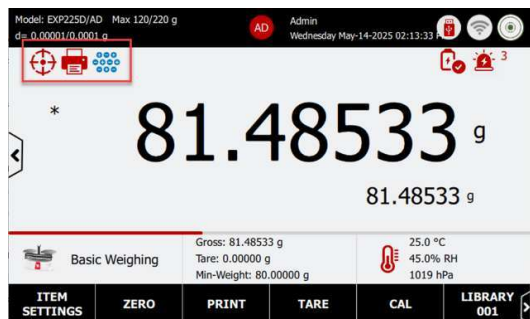 Model: EXP225D/AD Max 120/220 g
d= 0.00001/0.0001 g
AD
Admin
Wednesday May-14-2025 02:13:33
3
*
81.48533 g
81.48533 g
Basic Weighing
Gross: 81.48533 g
Tare: 0.00000 g
Min-Weight: 80.00000 g
25.0 °C
45.0% RH
1019 hPa
ITEM
SETTINGS
ZERO
PRINT
TARE
CAL
LIBRARY
001